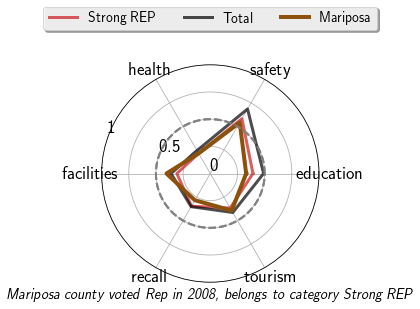 Strong REP Total Mariposa
health safety
1
0.5
0
facilities education
recall tourism
Mariposa county voted Rep in 2008, belongs to category Strong REP